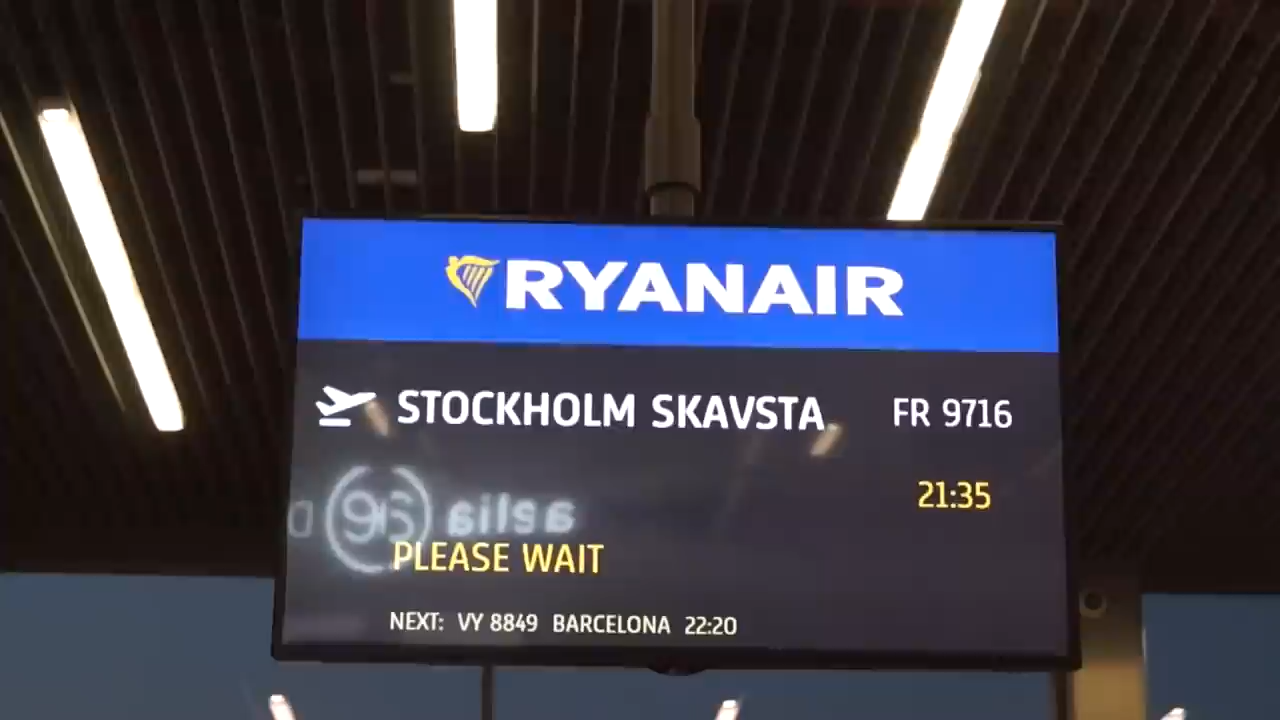 RYANAIR
STOCKHOLM SKAVSTA FR 9716
21:35
PLEASE WAIT
NEXT: VY 8849 BARCELONA 22:20